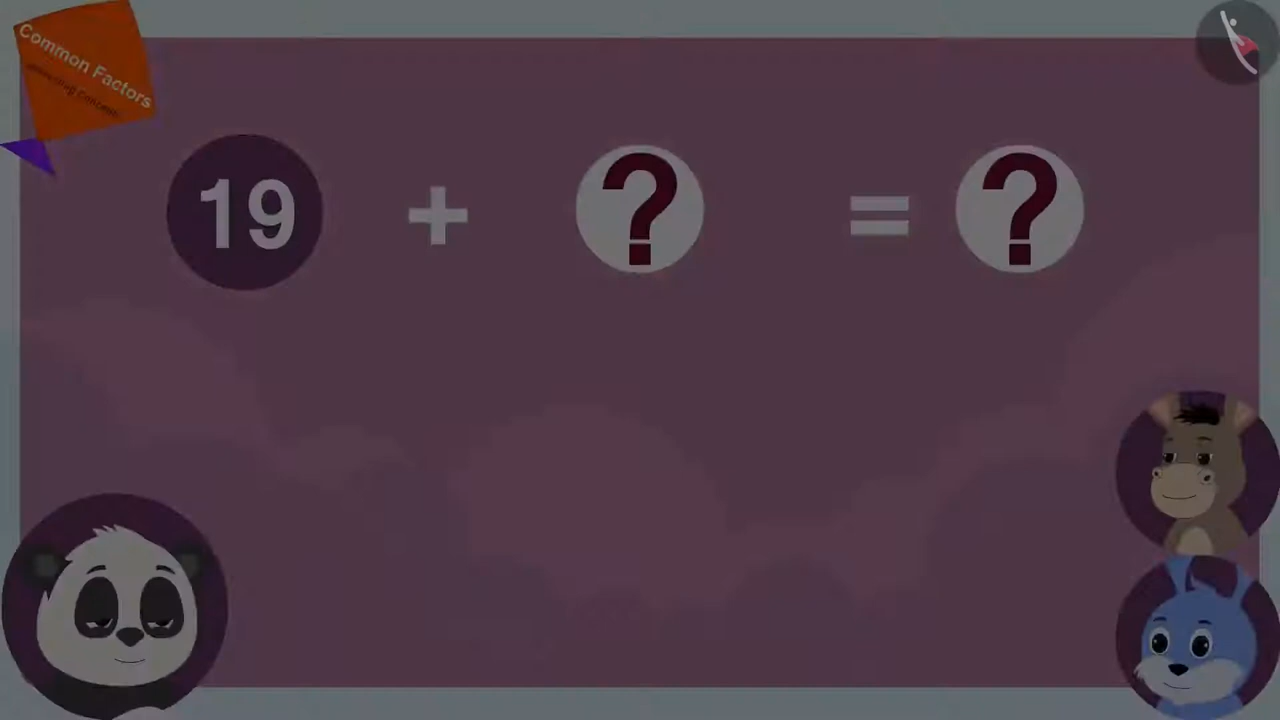 Common Factors
19 + ? = ?